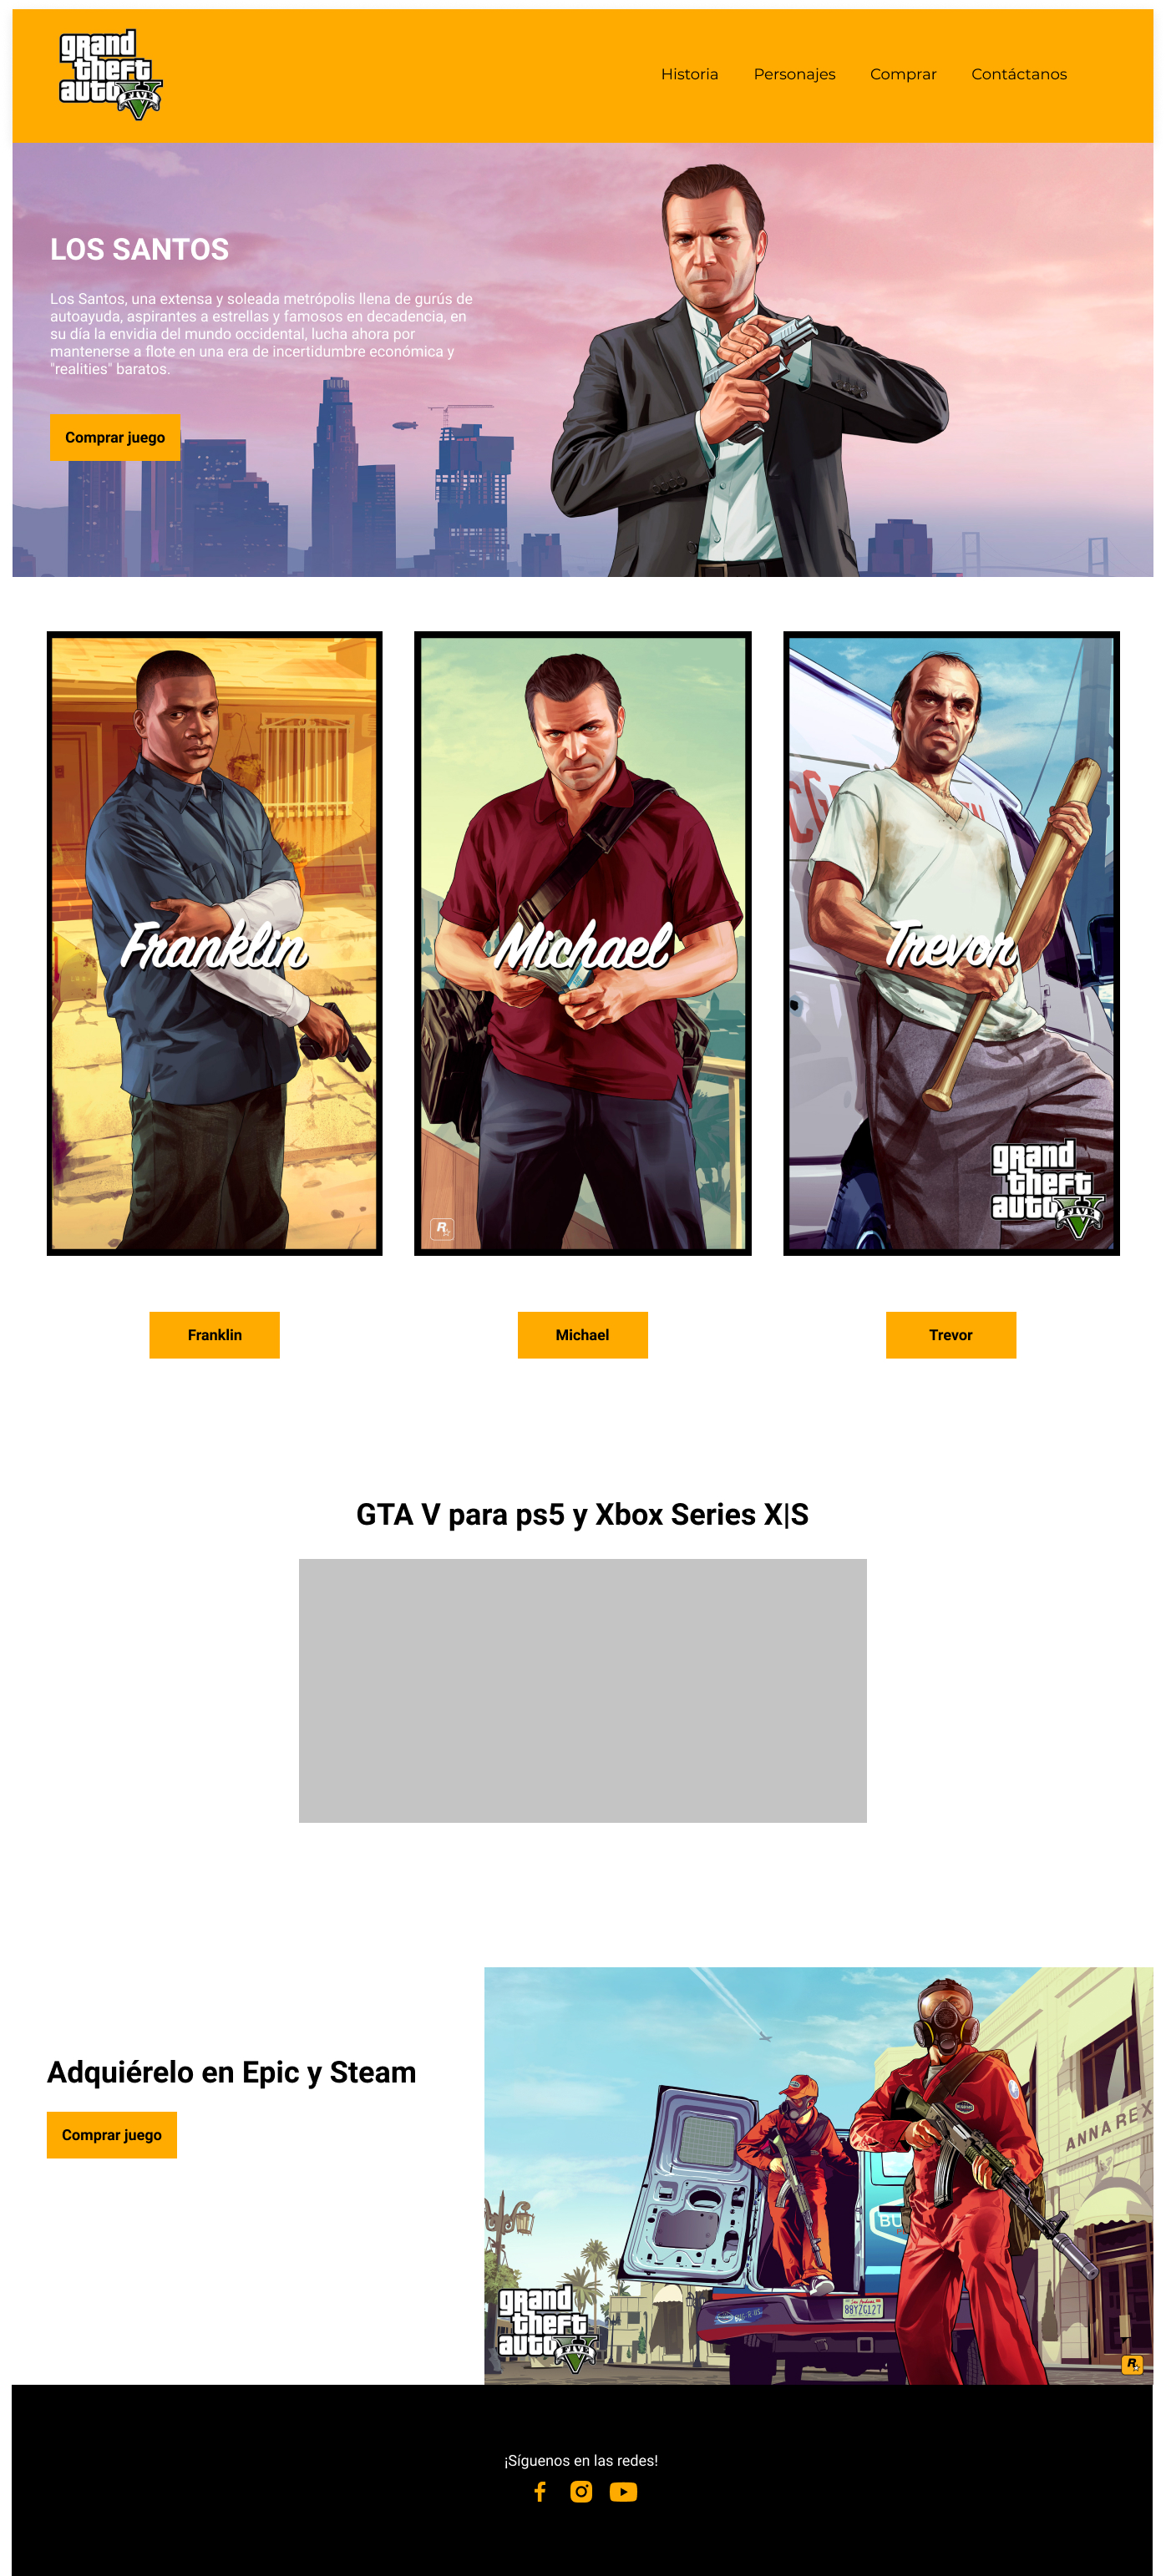 grand
theft
auto
FIVE
Historia
Personajes
Comprar
Contáctanos
LOS SANTOS
Los Santos, una extensa y soleada metrópolis llena de gurús de
autoayuda, aspirantes a estrellas y famosos en decadencia, en
su día la envidia del mundo occidental, lucha ahora por
mantenerse a flote en una era de incertidumbre económica y
"realities" baratos.
Comprar juego
Franklin
Michael
Trevor
R
grand
theft
auto
FIVE
Franklin
Michael
Trevor
GTA V para ps5 y Xbox Series X|S
Adquiérelo en Epic y Steam
Comprar juego
ANNA REX
BU
88YZG127
grand
theft
auto
FIVE
R
¡Síguenos en las redes!